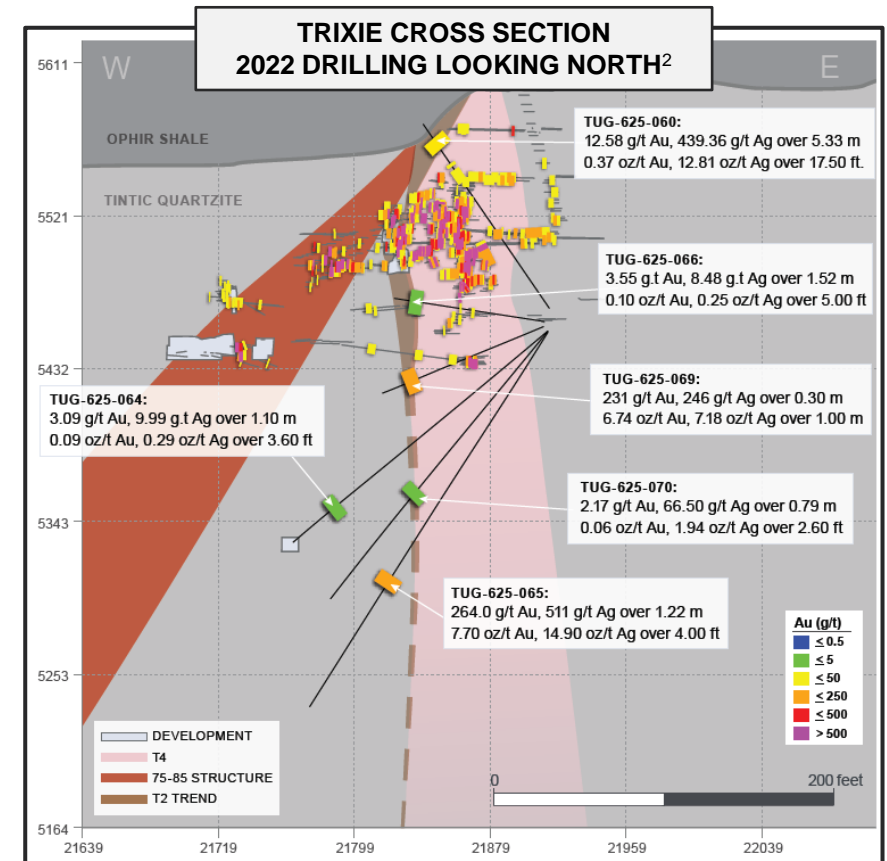 TRIXIE CROSS SECTION
2022 DRILLING LOOKING NORTH²
W
E
5611
5521
5432
5343
5253
5164
OPHIR SHALE
TINTIC QUARTZITE
TUG-625-060:
12.58 g/t Au, 439.36 g/t Ag over 5.33 m
0.37 oz/t Au, 12.81 oz/t Ag over 17.50 ft.
TUG-625-066:
3.55 g.t Au, 8.48 g.t Ag over 1.52 m
0.10 oz/t Au, 0.25 oz/t Ag over 5.00 ft
TUG-625-069:
231 g/t Au, 246 g/t Ag over 0.30 m
6.74 oz/t Au, 7.18 oz/t Ag over 1.00 m
TUG-625-064:
3.09 g/t Au, 9.99 g.t Ag over 1.10 m
0.09 oz/t Au, 0.29 oz/t Ag over 3.60 ft
TUG-625-070:
2.17 g/t Au, 66.50 g/t Ag over 0.79 m
0.06 oz/t Au, 1.94 oz/t Ag over 2.60 ft
TUG-625-065:
264.0 g/t Au, 511 g/t Ag over 1.22 m
7.70 oz/t Au, 14.90 oz/t Ag over 4.00 ft
Au (g/t)
≤ 0.5
≤ 5
≤ 50
≤ 250
≤ 500
> 500
DEVELOPMENT
T4
75-85 STRUCTURE
T2 TREND
0
200 feet
21639
21719
21799
21879
21959
22039